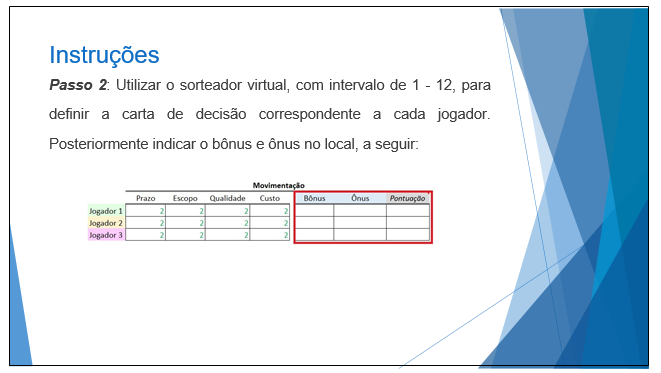 Instruções
Passo 2: Utilizar o sorteador virtual, com intervalo de 1 - 12, para
definir a carta de decisão correspondente a cada jogador.
Posteriormente indicar o bônus e ônus no local, a seguir:
Movimentação
Prazo Escopo Qualidade Custo Bônus Ônus Pontuação
Jogador 1 2 2 2 2
Jogador 2 2 2 2 2
Jogador 3 2 2 2 2